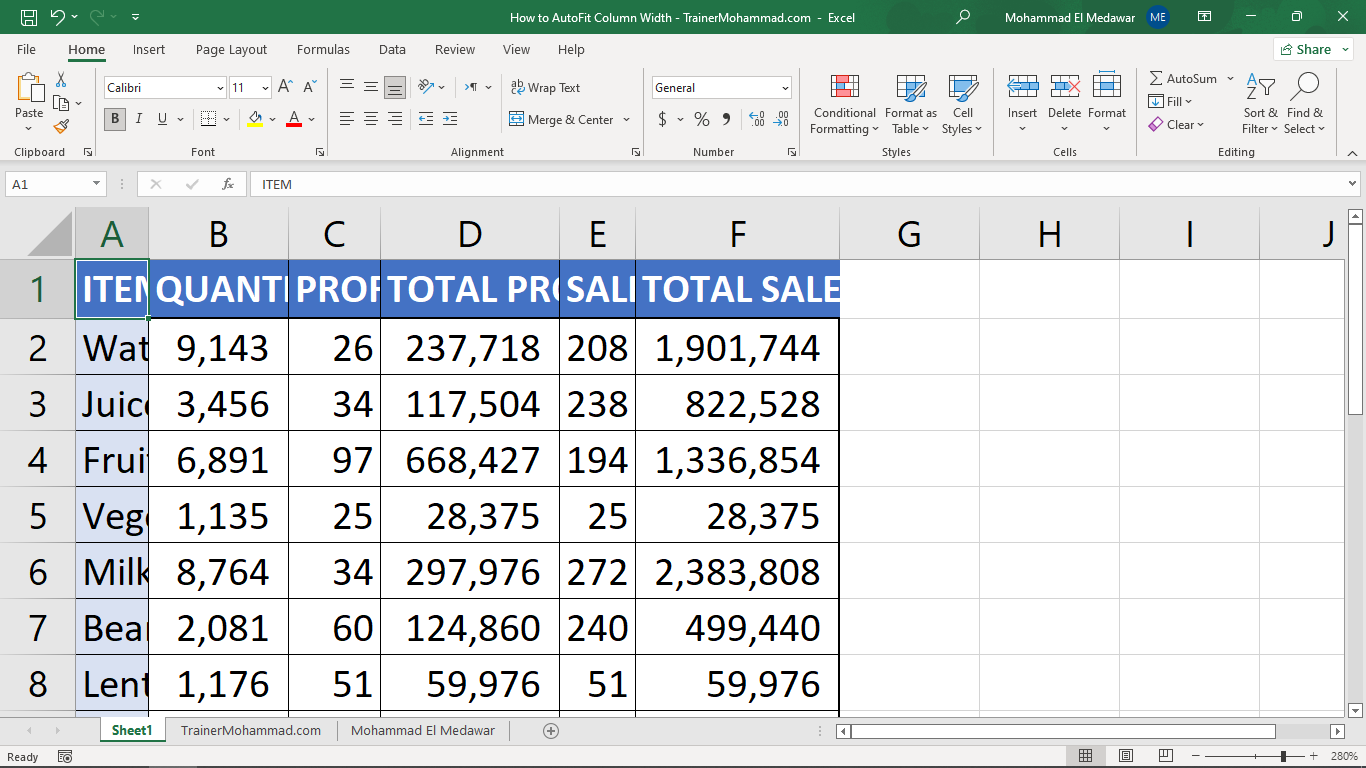 How to AutoFit Column Width - TrainerMohammad.com - Excel
Mohammad El Medawar ME
File Home Insert Page Layout Formulas Data Review View Help Share
Calibri 11 Wrap Text General AutoSum
Paste Conditional Format as Cell Insert Delete Format Fill Sort & Find &
B I U A Merge & Center $ % Formatting Table Styles Clear Filter Select
Clipboard Font Alignment Number Styles Cells Editing
A1 fx ITEM
A B C D E F G H I J
1 ITEM QUANTI PROF TOTAL PRO SALE TOTAL SALE
2 Wat 9,143 26 237,718 208 1,901,744
3 Juice 3,456 34 117,504 238 822,528
4 Fruit 6,891 97 668,427 194 1,336,854
5 Vege 1,135 25 28,375 25 28,375
6 Milk 8,764 34 297,976 272 2,383,808
7 Bean 2,081 60 124,860 240 499,440
8 Lent 1,176 51 59,976 51 59,976
Sheet1 TrainerMohammad.com Mohammad El Medawar
Ready 280%